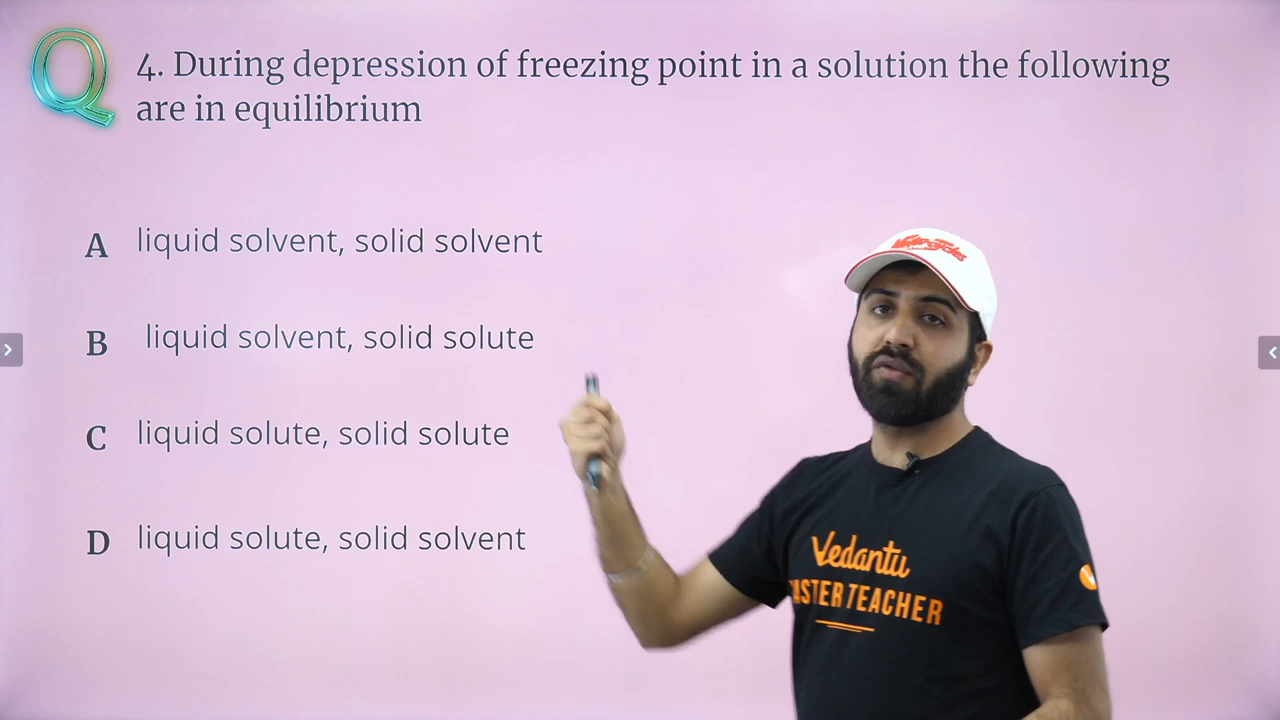 Q
4. During depression of freezing point in a solution the following
are in equilibrium
A liquid solvent, solid solvent
B liquid solvent, solid solute
C liquid solute, solid solute
D liquid solute, solid solvent
Vedantu
TEACHER